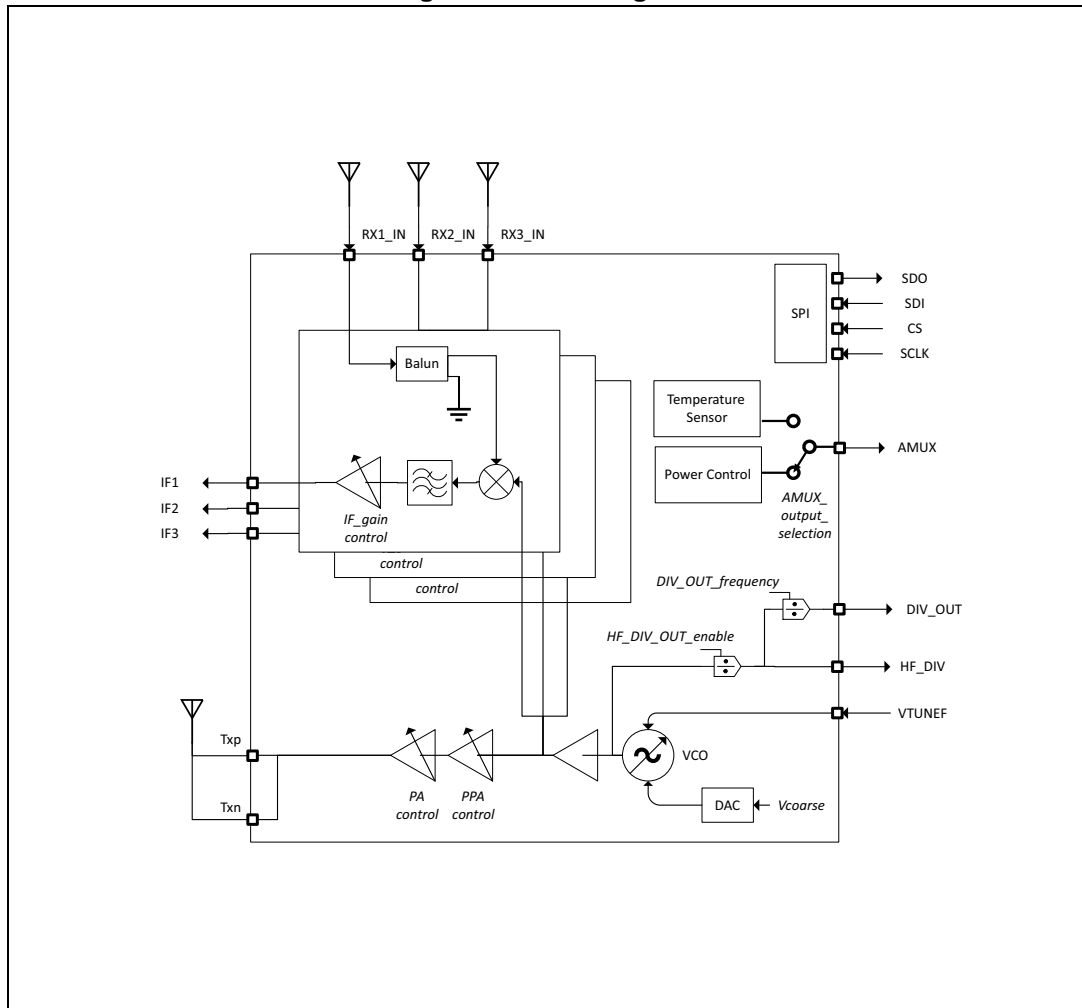 RX1_IN RX2_IN RX3_IN
SDO
SPI
SDI
CS
SCLK
Balun
Temperature
Sensor
AMUX
Power Control
AMUX_
output_
selection
IF1
IF2
IF3
IF_gain
control
control
control
DIV_OUT_frequency
DIV_OUT
HF_DIV_OUT_enable
HF_DIV
VTUNEF
Txp
VCO
PA
control
PPA
control
DAC
Vcoarse
Txn